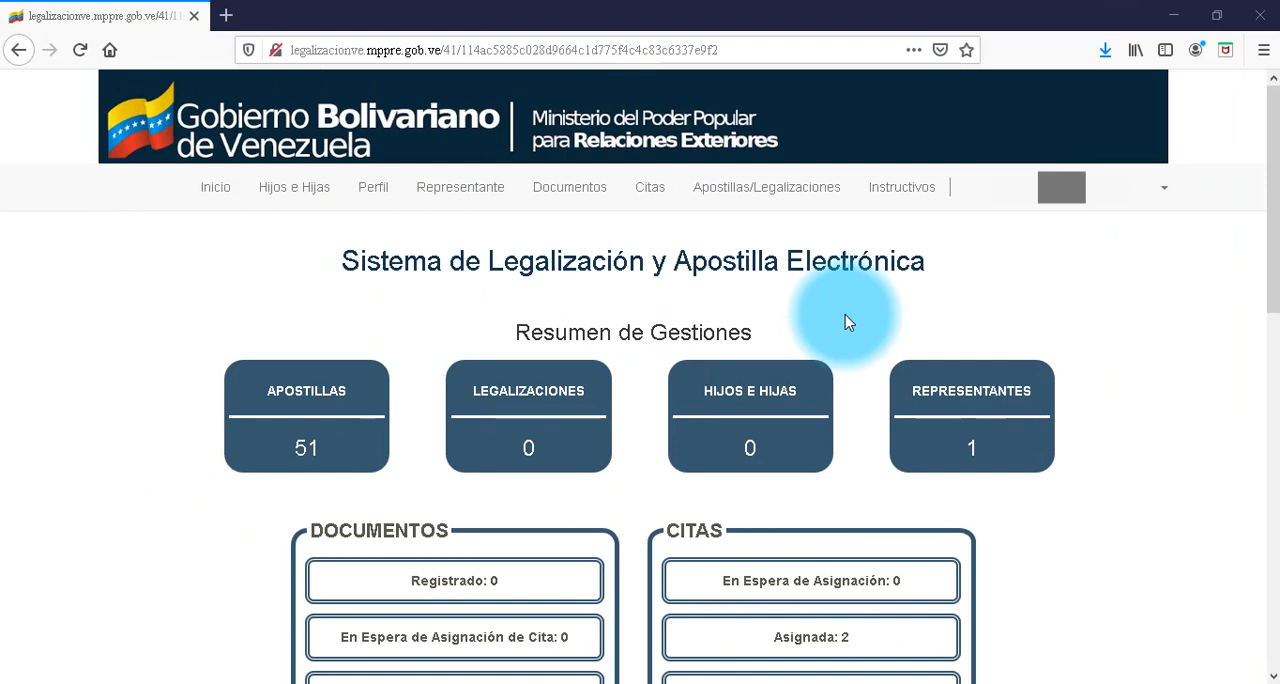 legalizacionve.mppre.gob.ve/41/11
legalizacionve.mppre.gob.ve/41/114ac5885c028d9664c1d775f4c4c83c6337e9f2
Gobierno Bolivariano
de Venezuela
Ministerio del Poder Popular
para Relaciones Exteriores
Inicio Hijos e Hijas Perfil Representante Documentos Citas Apostillas/Legalizaciones Instructivos
Sistema de Legalización y Apostilla Electrónica
Resumen de Gestiones
APOSTILLAS LEGALIZACIONES HIJOS E HIJAS REPRESENTANTES
51 0 0 1
DOCUMENTOS CITAS
Registrado: 0 En Espera de Asignación: 0
En Espera de Asignación de Cita: 0 Asignada: 2